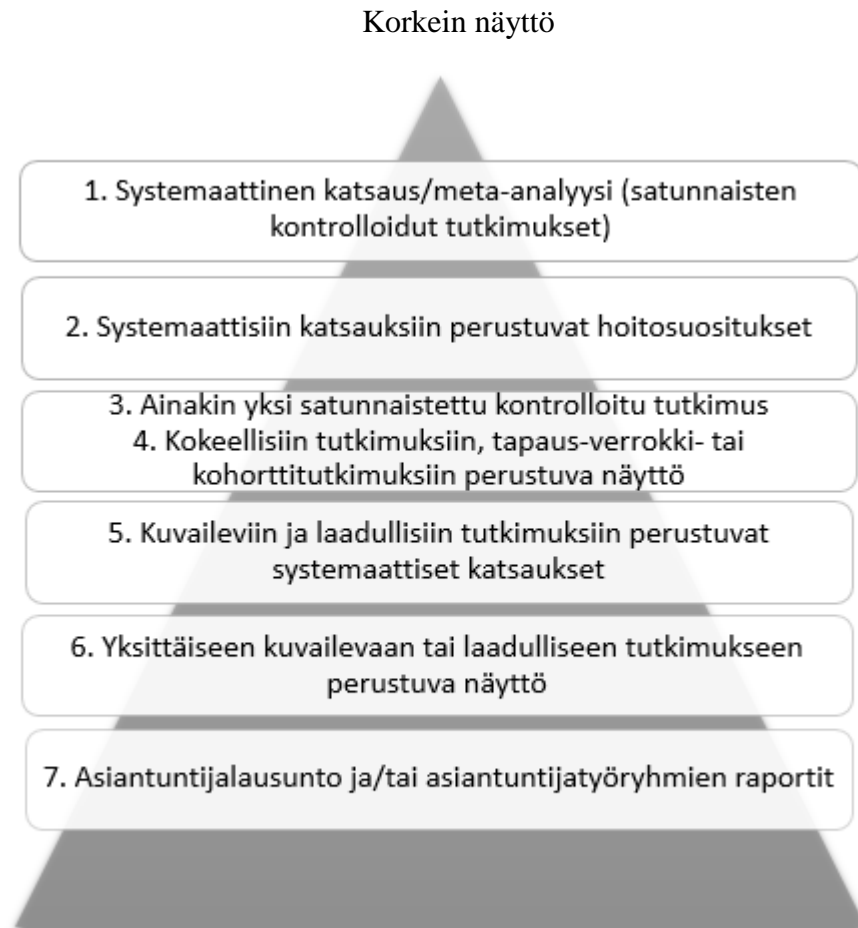 Korkein näyttö
1. Systemaattinen katsaus/meta-analyysi (satunnaisten
kontrolloidut tutkimukset)
2. Systemaattisiin katsauksiin perustuvat hoitosuositukset
3. Ainakin yksi satunnaistettu kontrolloitu tutkimus
4. Kokeellisiin tutkimuksiin, tapaus-verrokki- tai
kohorttitutkimuksiin perustuva näyttö
5. Kuvaileviin ja laadullisiin tutkimuksiin perustuvat
systemaattiset katsaukset
6. Yksittäiseen kuvailevaan tai laadulliseen tutkimukseen
perustuva näyttö
7. Asiantuntijalausunto ja/tai asiantuntijatyöryhmien raportit